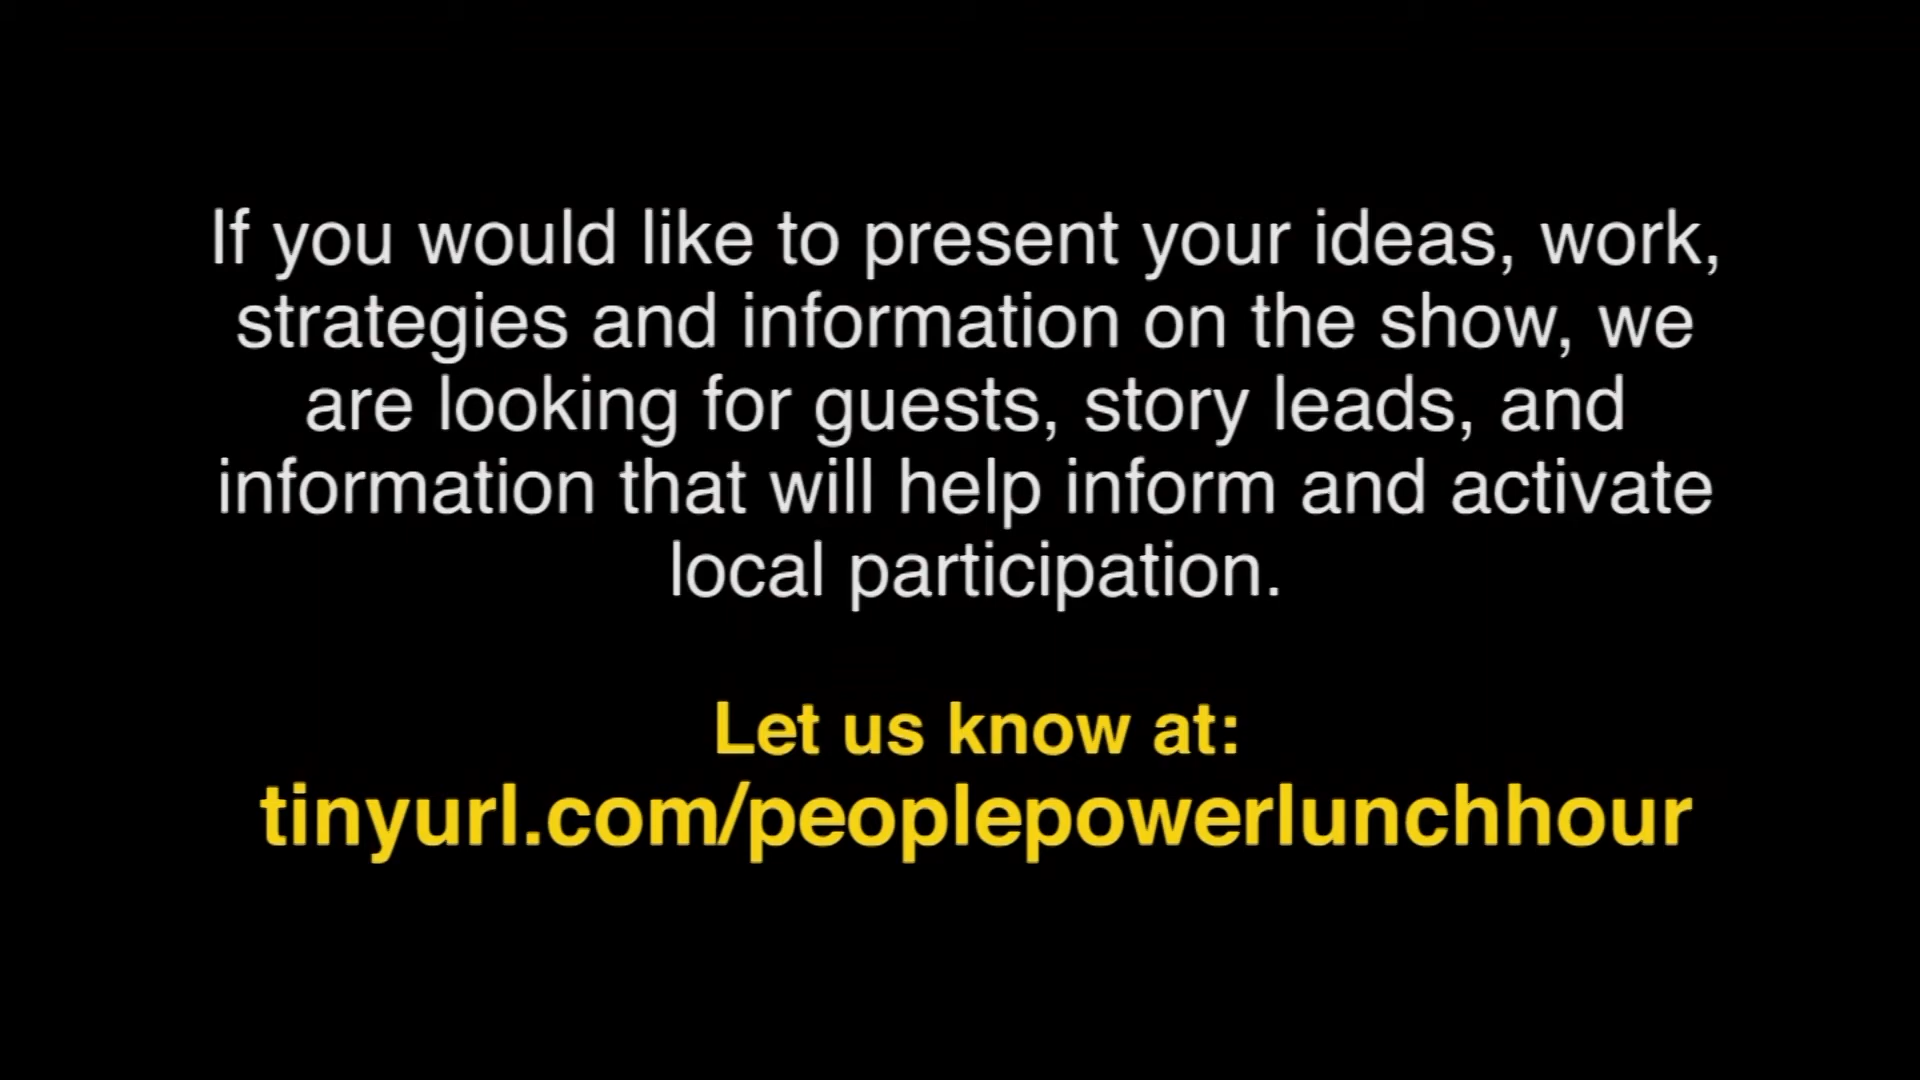 If you would like to present your ideas, work,
strategies and information on the show, we
are looking for guests, story leads, and
information that will help inform and activate
local participation.
Let us know at:
tinyurl.com/peoplepowerlunchhour